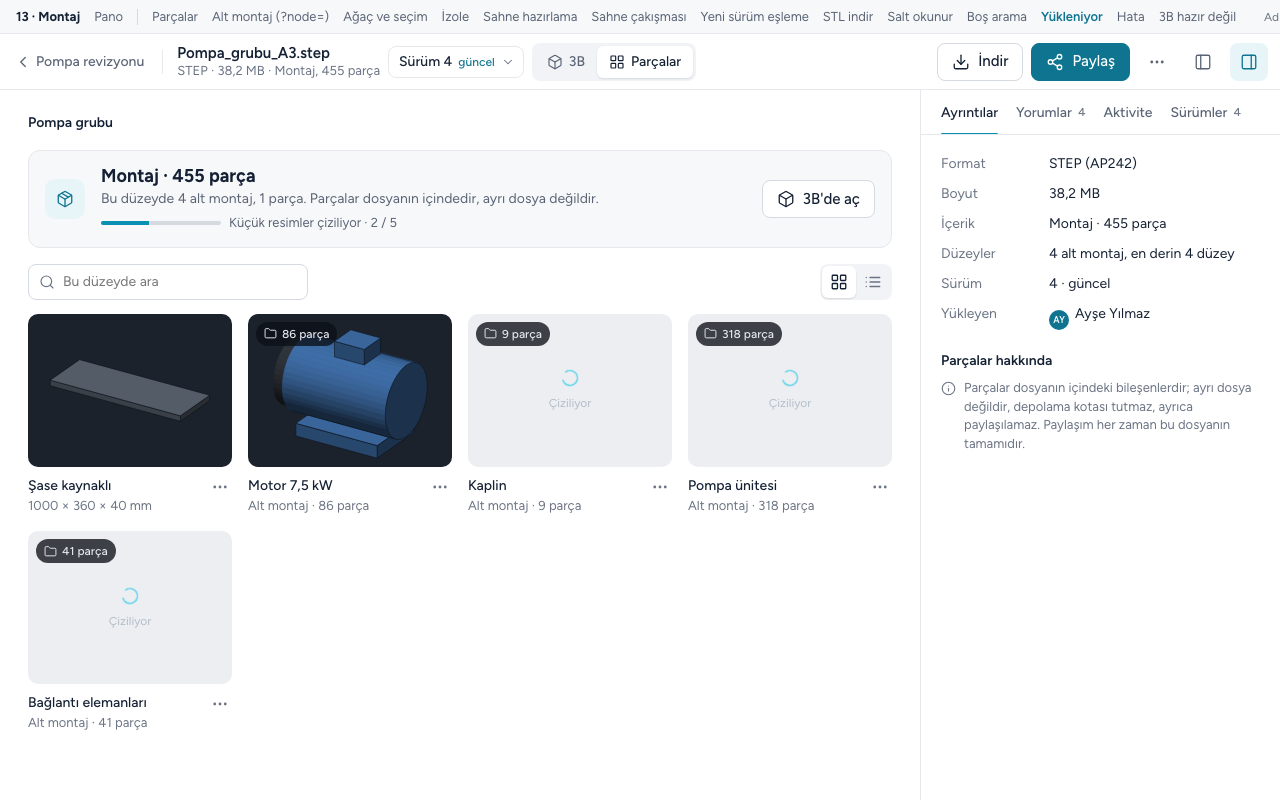 13 · Montaj Pano Parçalar Alt montaj (?node=) Ağaç ve seçim İzole Sahne hazırlama Sahne çakışması Yeni sürüm eşleme STL indir Salt okunur Boş arama Yükleniyor Hata 3B hazır değil Ad
Pompa revizyonu
Pompa_grubu_A3.step
STEP · 38,2 MB · Montaj, 455 parça
Sürüm 4 güncel
3B Parçalar
İndir Paylaş
Pompa grubu
Montaj · 455 parça
Bu düzeyde 4 alt montaj, 1 parça. Parçalar dosyanın içindedir, ayrı dosya değildir.
Küçük resimler çiziliyor · 2 / 5
3B'de aç
Bu düzeyde ara
Şase kaynaklı
1000 × 360 × 40 mm
86 parça
Motor 7,5 kW
Alt montaj · 86 parça
9 parça
Çiziliyor
Kaplin
Alt montaj · 9 parça
318 parça
Çiziliyor
Pompa ünitesi
Alt montaj · 318 parça
41 parça
Çiziliyor
Bağlantı elemanları
Alt montaj · 41 parça
Ayrıntılar Yorumlar 4 Aktivite Sürümler 4
Format STEP (AP242)
Boyut 38,2 MB
İçerik Montaj · 455 parça
Düzeyler 4 alt montaj, en derin 4 düzey
Sürüm 4 · güncel
Yükleyen AY Ayşe Yılmaz
Parçalar hakkında
Parçalar dosyanın içindeki bileşenlerdir; ayrı dosya
değildir, depolama kotası tutmaz, ayrıca
paylaşılamaz. Paylaşım her zaman bu dosyanın
tamamıdır.